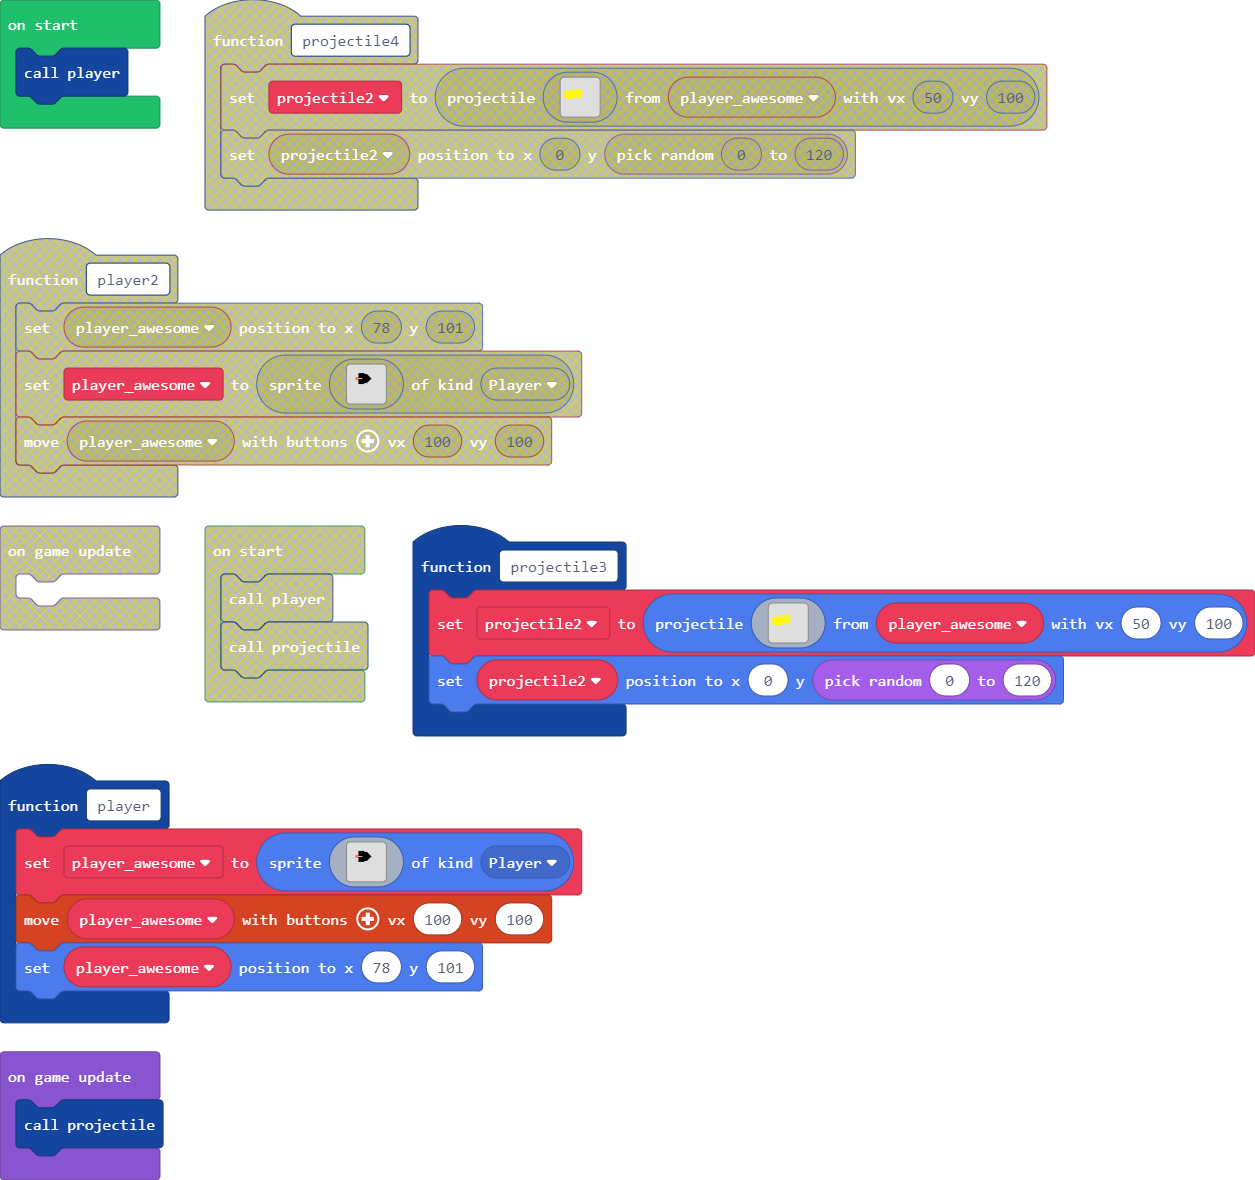 on start
call player
function projectile4
set projectile2 to projectile from player_awesome with vx 50 vy 100
set projectile2 position to x 0 y pick random 0 to 120
function player2
set player_awesome position to x 78 y 101
set player_awesome to sprite of kind Player
move player_awesome with buttons vx 100 vy 100
on game update
on start
call player
call projectile
function projectile3
set projectile2 to projectile from player_awesome with vx 50 vy 100
set projectile2 position to x 0 y pick random 0 to 120
function player
set player_awesome to sprite of kind Player
move player_awesome with buttons vx 100 vy 100
set player_awesome position to x 78 y 101
on game update
call projectile